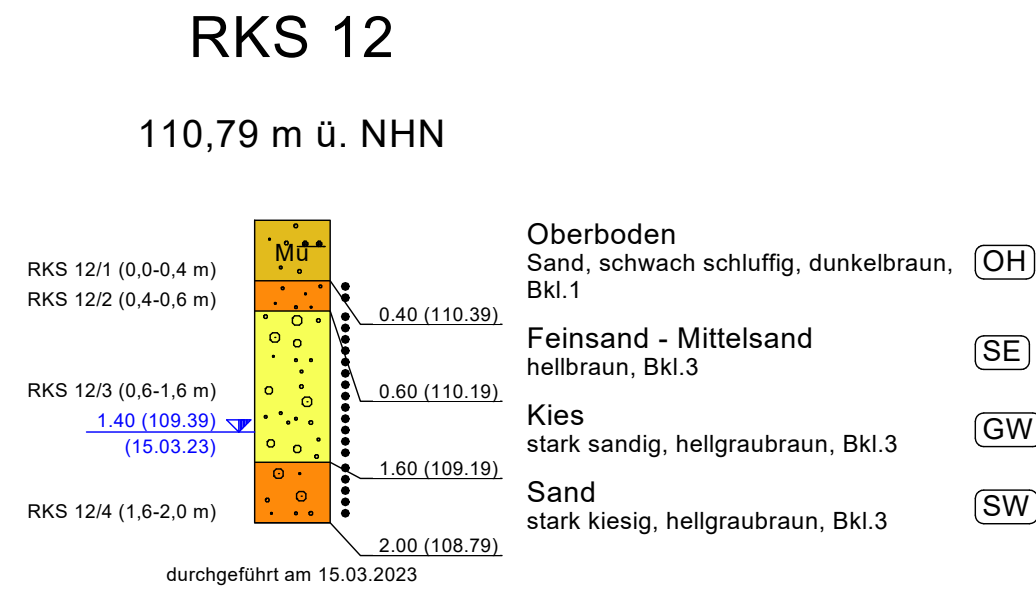 RKS 12
110,79 m ü. NHN
Mu
RKS 12/1 (0,0-0,4 m)
RKS 12/2 (0,4-0,6 m)
RKS 12/3 (0,6-1,6 m)
1.40 (109.39)
(15.03.23)
RKS 12/4 (1,6-2,0 m)
0.40 (110.39)
0.60 (110.19)
1.60 (109.19)
2.00 (108.79)
Oberboden
Sand, schwach schluffig, dunkelbraun,
Bkl.1
OH
Feinsand - Mittelsand
hellbraun, Bkl.3
SE
Kies
stark sandig, hellgraubraun, Bkl.3
GW
Sand
stark kiesig, hellgraubraun, Bkl.3
SW
durchgeführt am 15.03.2023